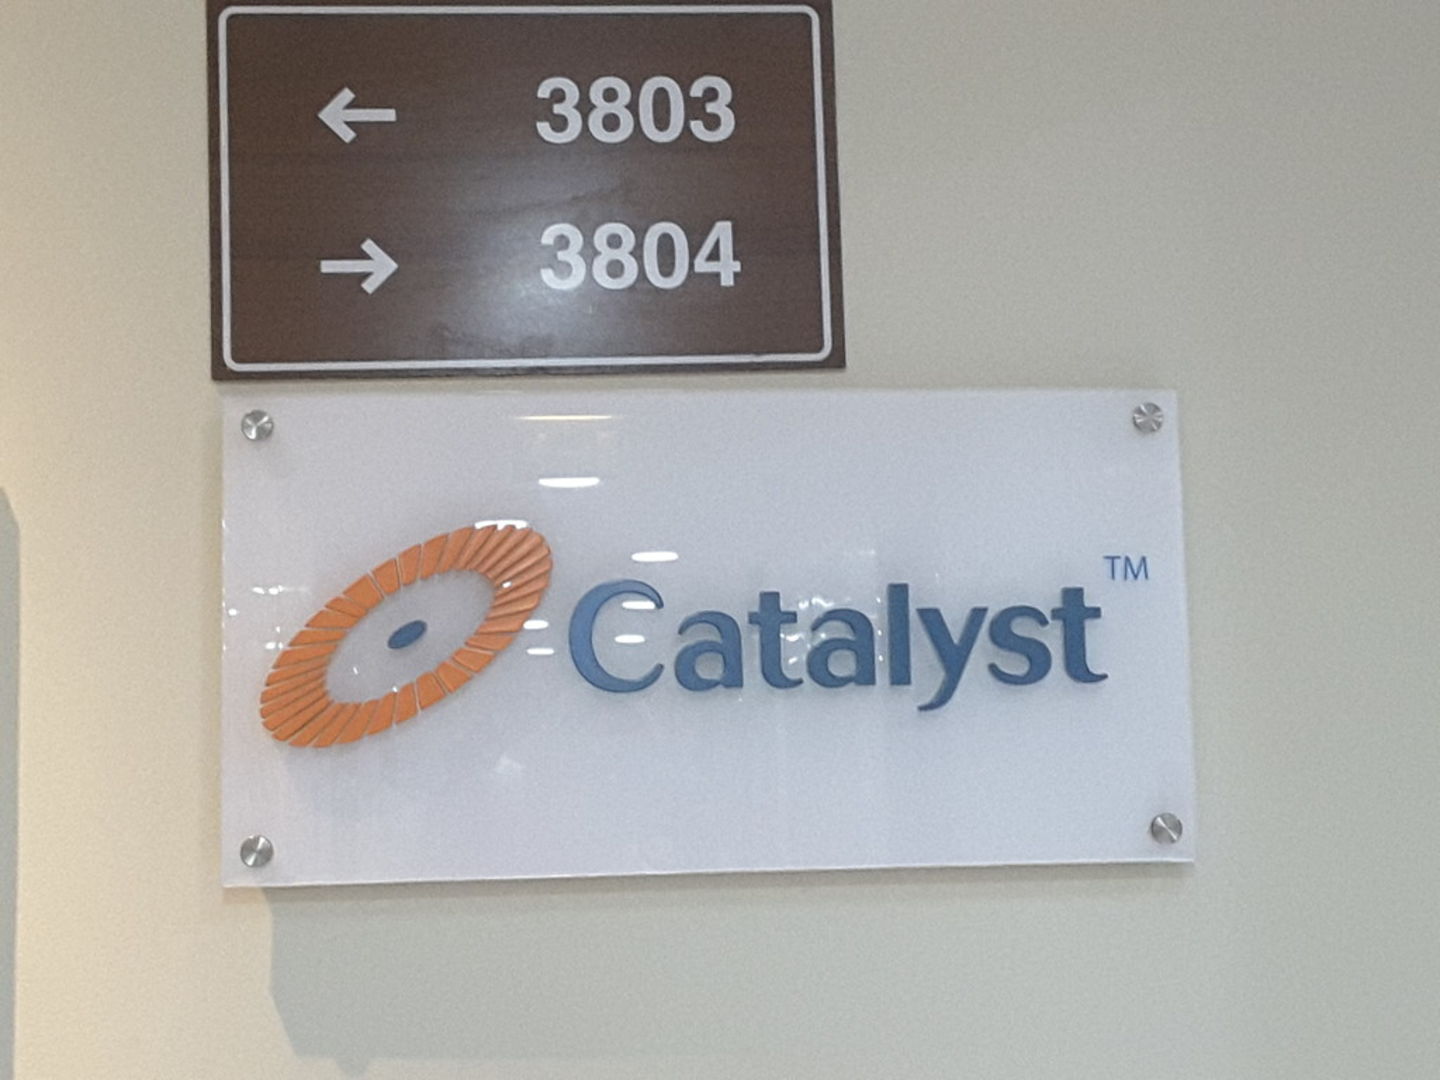 ← 3803
→ 3804
Catalyst™